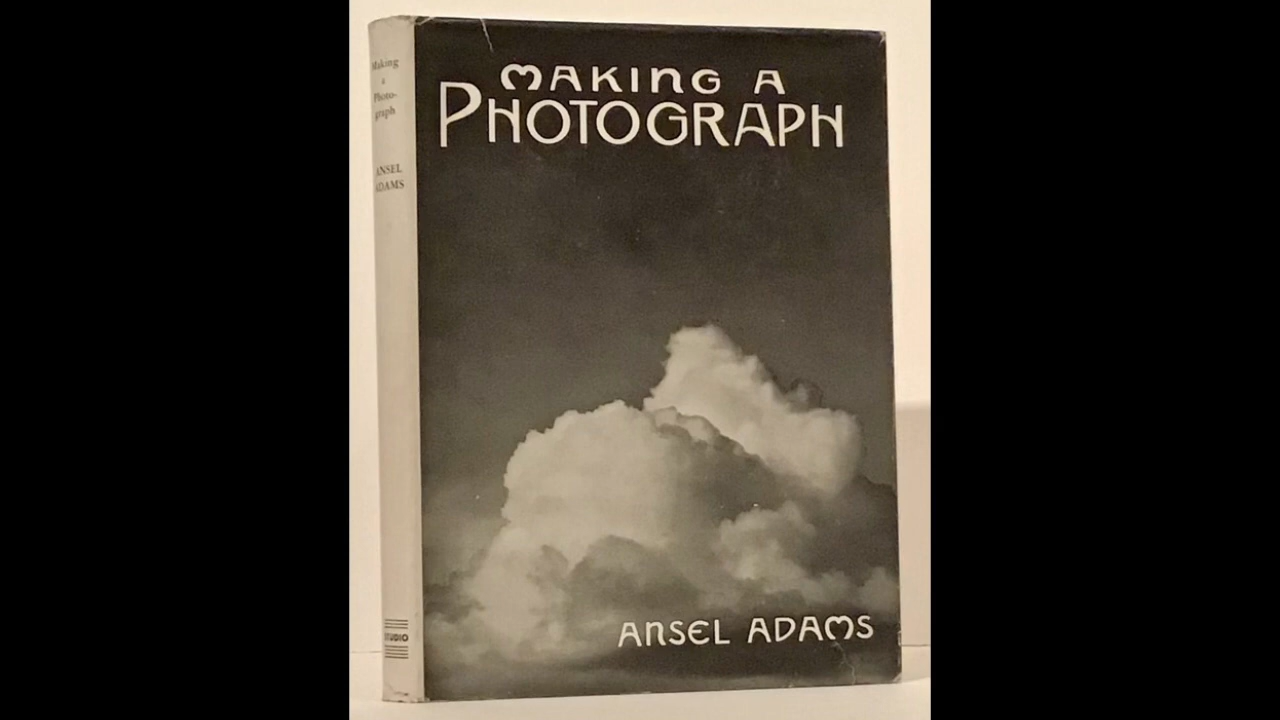 Making
a
Photo-
graph
ANSEL
ADAMS
STUDIO
MAKING A
PHOTOGRAPH
ANSEL ADAMS